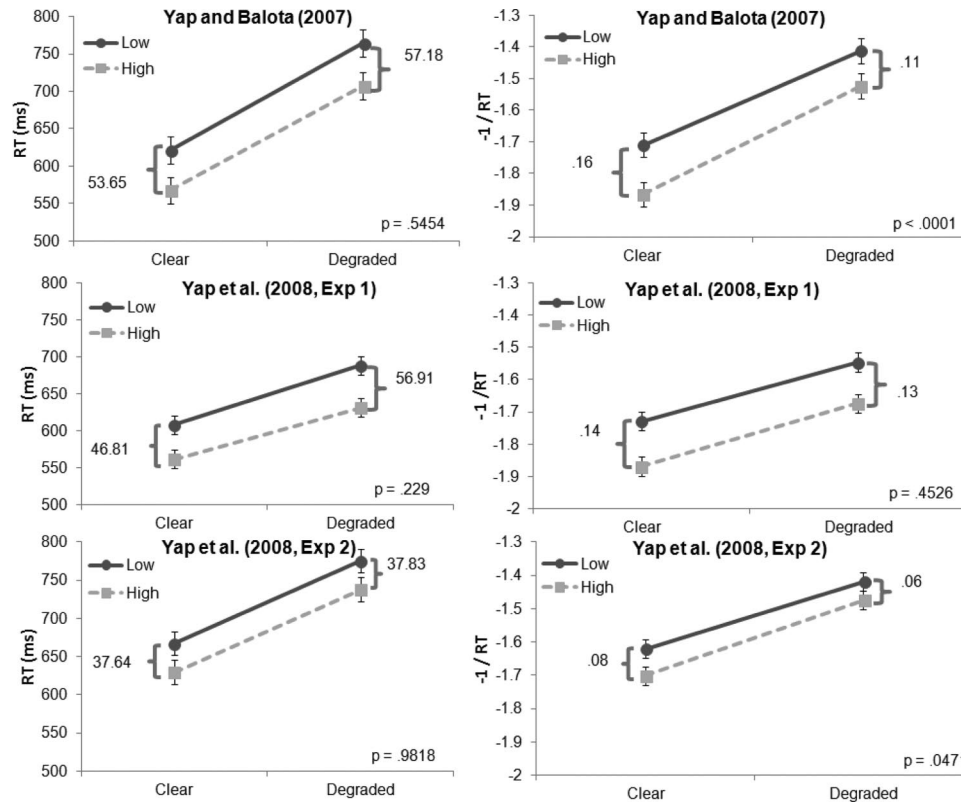 Yap and Balota (2007)
800
750
700
650
600
550
500
RT (ms)
Low
High
57.18
53.65
p = .5454
Clear
Degraded
Yap and Balota (2007)
-1.3
-1.4
-1.5
-1.6
-1.7
-1.8
-1.9
-2
-1 / RT
Low
High
.11
.16
p < .0001
Clear
Degraded
Yap et al. (2008, Exp 1)
800
750
700
650
600
550
500
RT (ms)
Low
High
56.91
46.81
p = .229
Clear
Degraded
Yap et al. (2008, Exp 1)
-1.3
-1.4
-1.5
-1.6
-1.7
-1.8
-1.9
-2
-1 /RT
Low
High
.13
.14
p = .4526
Clear
Degraded
Yap et al. (2008, Exp 2)
800
750
700
650
600
550
500
RT (ms)
Low
High
37.83
37.64
p = .9818
Clear
Degraded
Yap et al. (2008, Exp 2)
-1.3
-1.4
-1.5
-1.6
-1.7
-1.8
-1.9
-2
-1 / RT
Low
High
.06
.08
p = .0471
Clear
Degraded